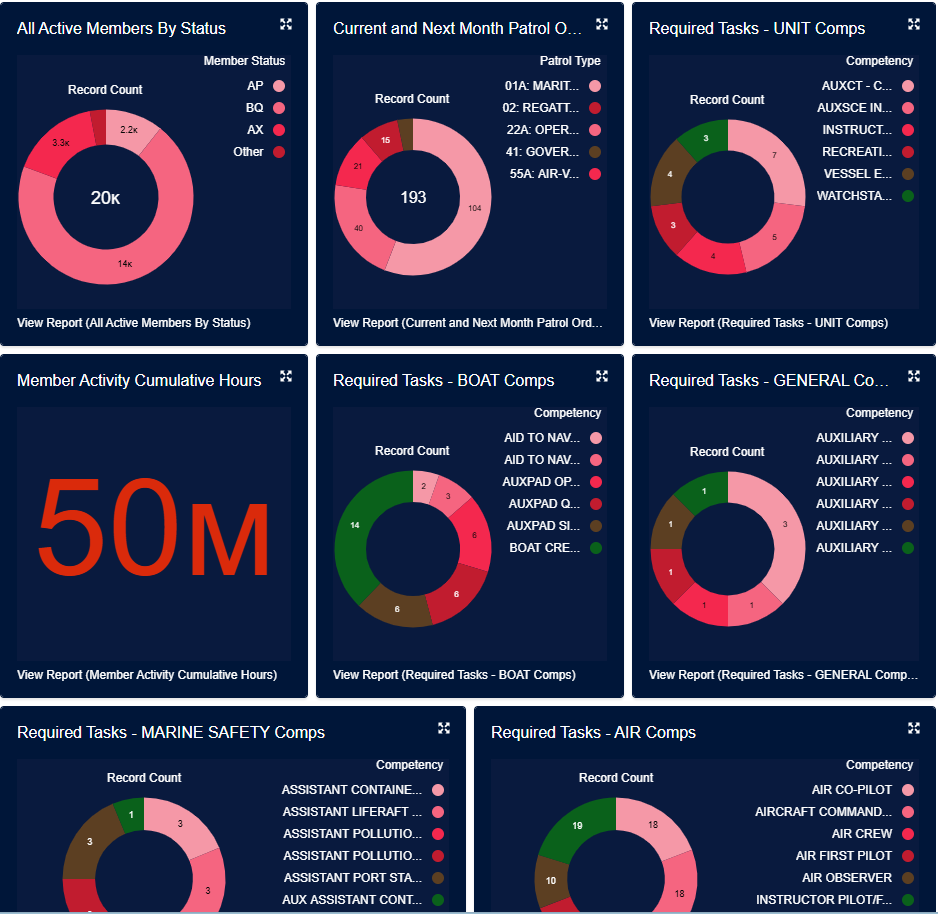 All Active Members By Status
Member Status
Record Count
AP
BQ
AX
Other
2.2K
3.3K
20K
14K
View Report (All Active Members By Status)
Current and Next Month Patrol O...
Patrol Type
Record Count
01A: MARIT...
02: REGATT...
22A: OPER...
41: GOVER...
55A: AIR-V...
15
21
193
104
40
View Report (Current and Next Month Patrol Ord...
Required Tasks - UNIT Comps
Competency
Record Count
AUXCT - C...
AUXSCE IN...
INSTRUCT...
RECREATI...
VESSEL E...
WATCHSTA...
3
7
4
3
5
4
View Report (Required Tasks - UNIT Comps)
Member Activity Cumulative Hours
50M
View Report (Member Activity Cumulative Hours)
Required Tasks - BOAT Comps
Competency
Record Count
AID TO NAV...
AID TO NAV...
AUXPAD OP...
AUXPAD Q...
AUXPAD SI...
BOAT CRE...
2
3
14
6
6
6
View Report (Required Tasks - BOAT Comps)
Required Tasks - GENERAL Co...
Competency
Record Count
AUXILIARY ...
AUXILIARY ...
AUXILIARY ...
AUXILIARY ...
AUXILIARY ...
AUXILIARY ...
1
3
1
1
1
1
View Report (Required Tasks - GENERAL Comp...
Required Tasks - MARINE SAFETY Comps
Competency
Record Count
ASSISTANT CONTAINE...
ASSISTANT LIFERAFT ...
ASSISTANT POLLUTIO...
ASSISTANT POLLUTIO...
ASSISTANT PORT STA...
AUX ASSISTANT CONT...
1
3
3
3
Required Tasks - AIR Comps
Competency
Record Count
AIR CO-PILOT
AIRCRAFT COMMAND...
AIR CREW
AIR FIRST PILOT
AIR OBSERVER
INSTRUCTOR PILOT/F...
19
18
10
18